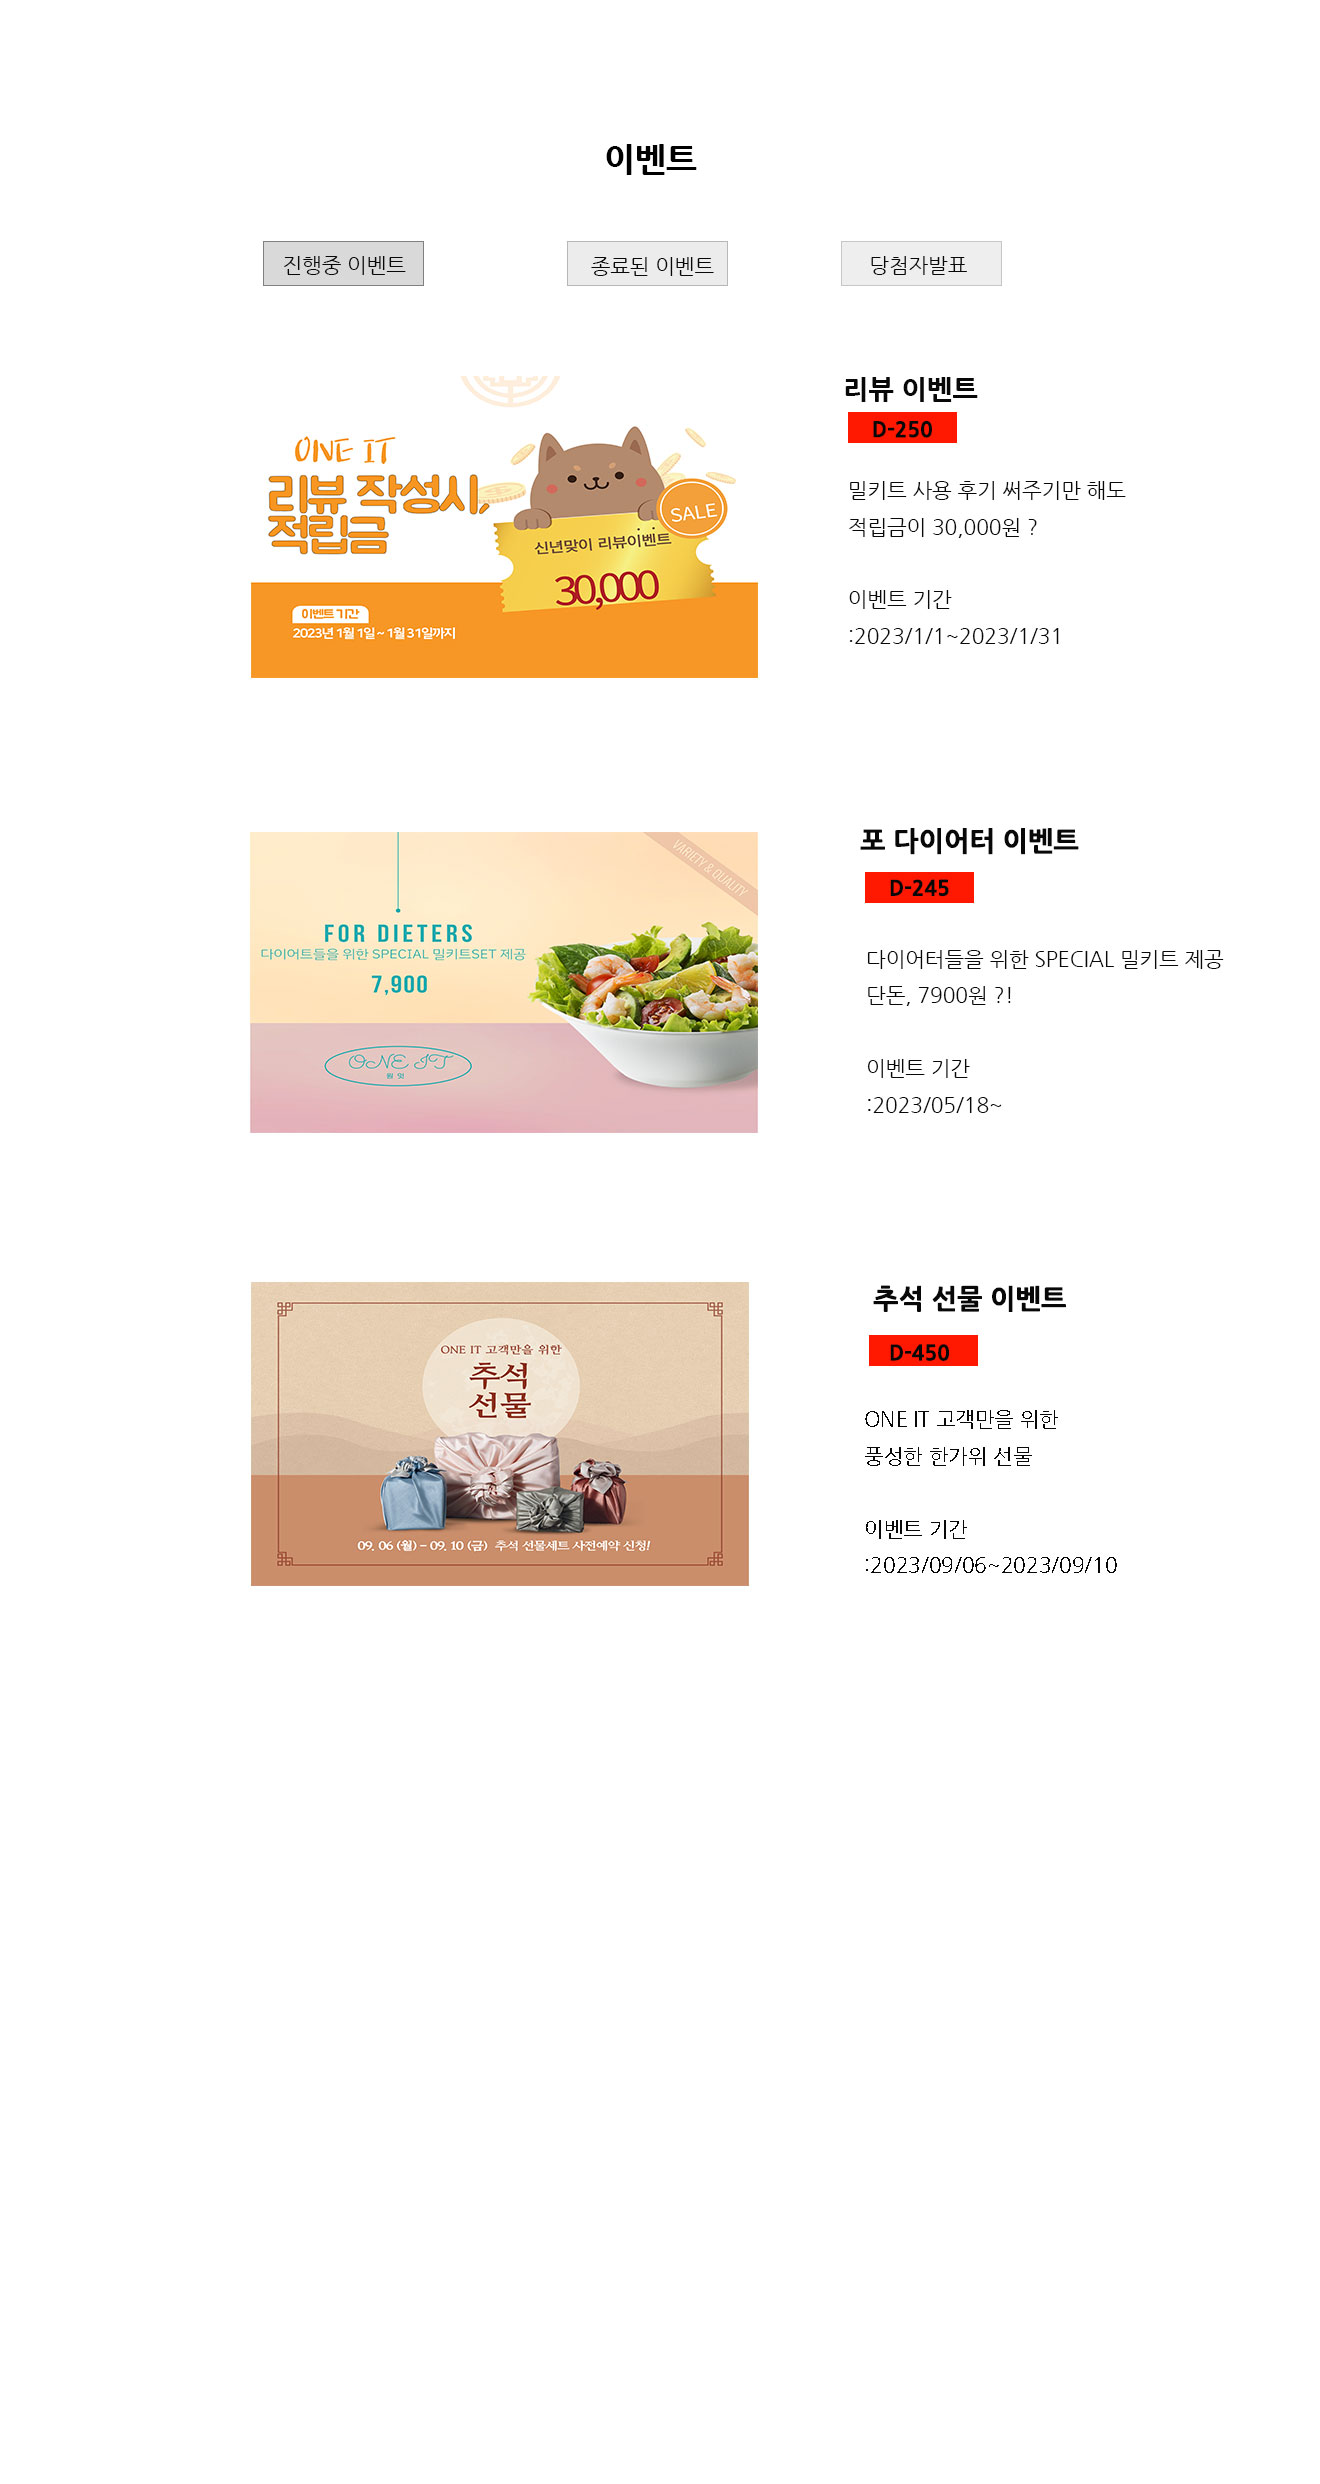 이벤트
진행중 이벤트
종료된 이벤트
당첨자발표
ONE IT
리뷰 작성시,
적립금
SALE
신년맞이 리뷰이벤트
30,000
이벤트 기간
2023년 1월 1일 ~ 1월 31일까지
리뷰 이벤트
D-250
밀키트 사용 후기 써주기만 해도
적립금이 30,000원 ?
이벤트 기간
:2023/1/1~2023/1/31
VARIETY & QUALITY
FOR DIETERS
다이어트들을 위한 SPECIAL 밀키트SET 제공
7,900
ONE IT
원 잇
포 다이어터 이벤트
D-245
다이어터들을 위한 SPECIAL 밀키트 제공
단돈, 7900원 ?!
이벤트 기간
:2023/05/18~
ONE IT 고객만을 위한
추석
선물
09. 06 (월) – 09. 10 (금) 추석 선물세트 사전예약 신청!
추석 선물 이벤트
D-450
ONE IT 고객만을 위한
풍성한 한가위 선물
이벤트 기간
:2023/09/06~2023/09/10